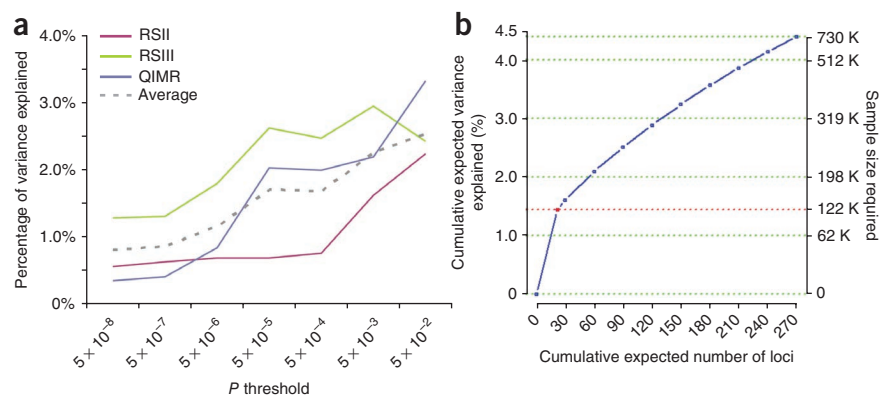 a
RSII
RSIII
QIMR
Average
Percentage of variance explained
4.0%
3.0%
2.0%
1.0%
0%
5 × 10−8
5 × 10−7
5 × 10−6
5 × 10−5
5 × 10−4
5 × 10−3
5 × 10−2
P threshold
b
Cumulative expected variance
explained (%)
4.5
4.0
3.0
2.0
1.0
0
730 K
512 K
319 K
198 K
122 K
62 K
0
Sample size required
0
30
60
90
120
150
180
210
240
270
Cumulative expected number of loci